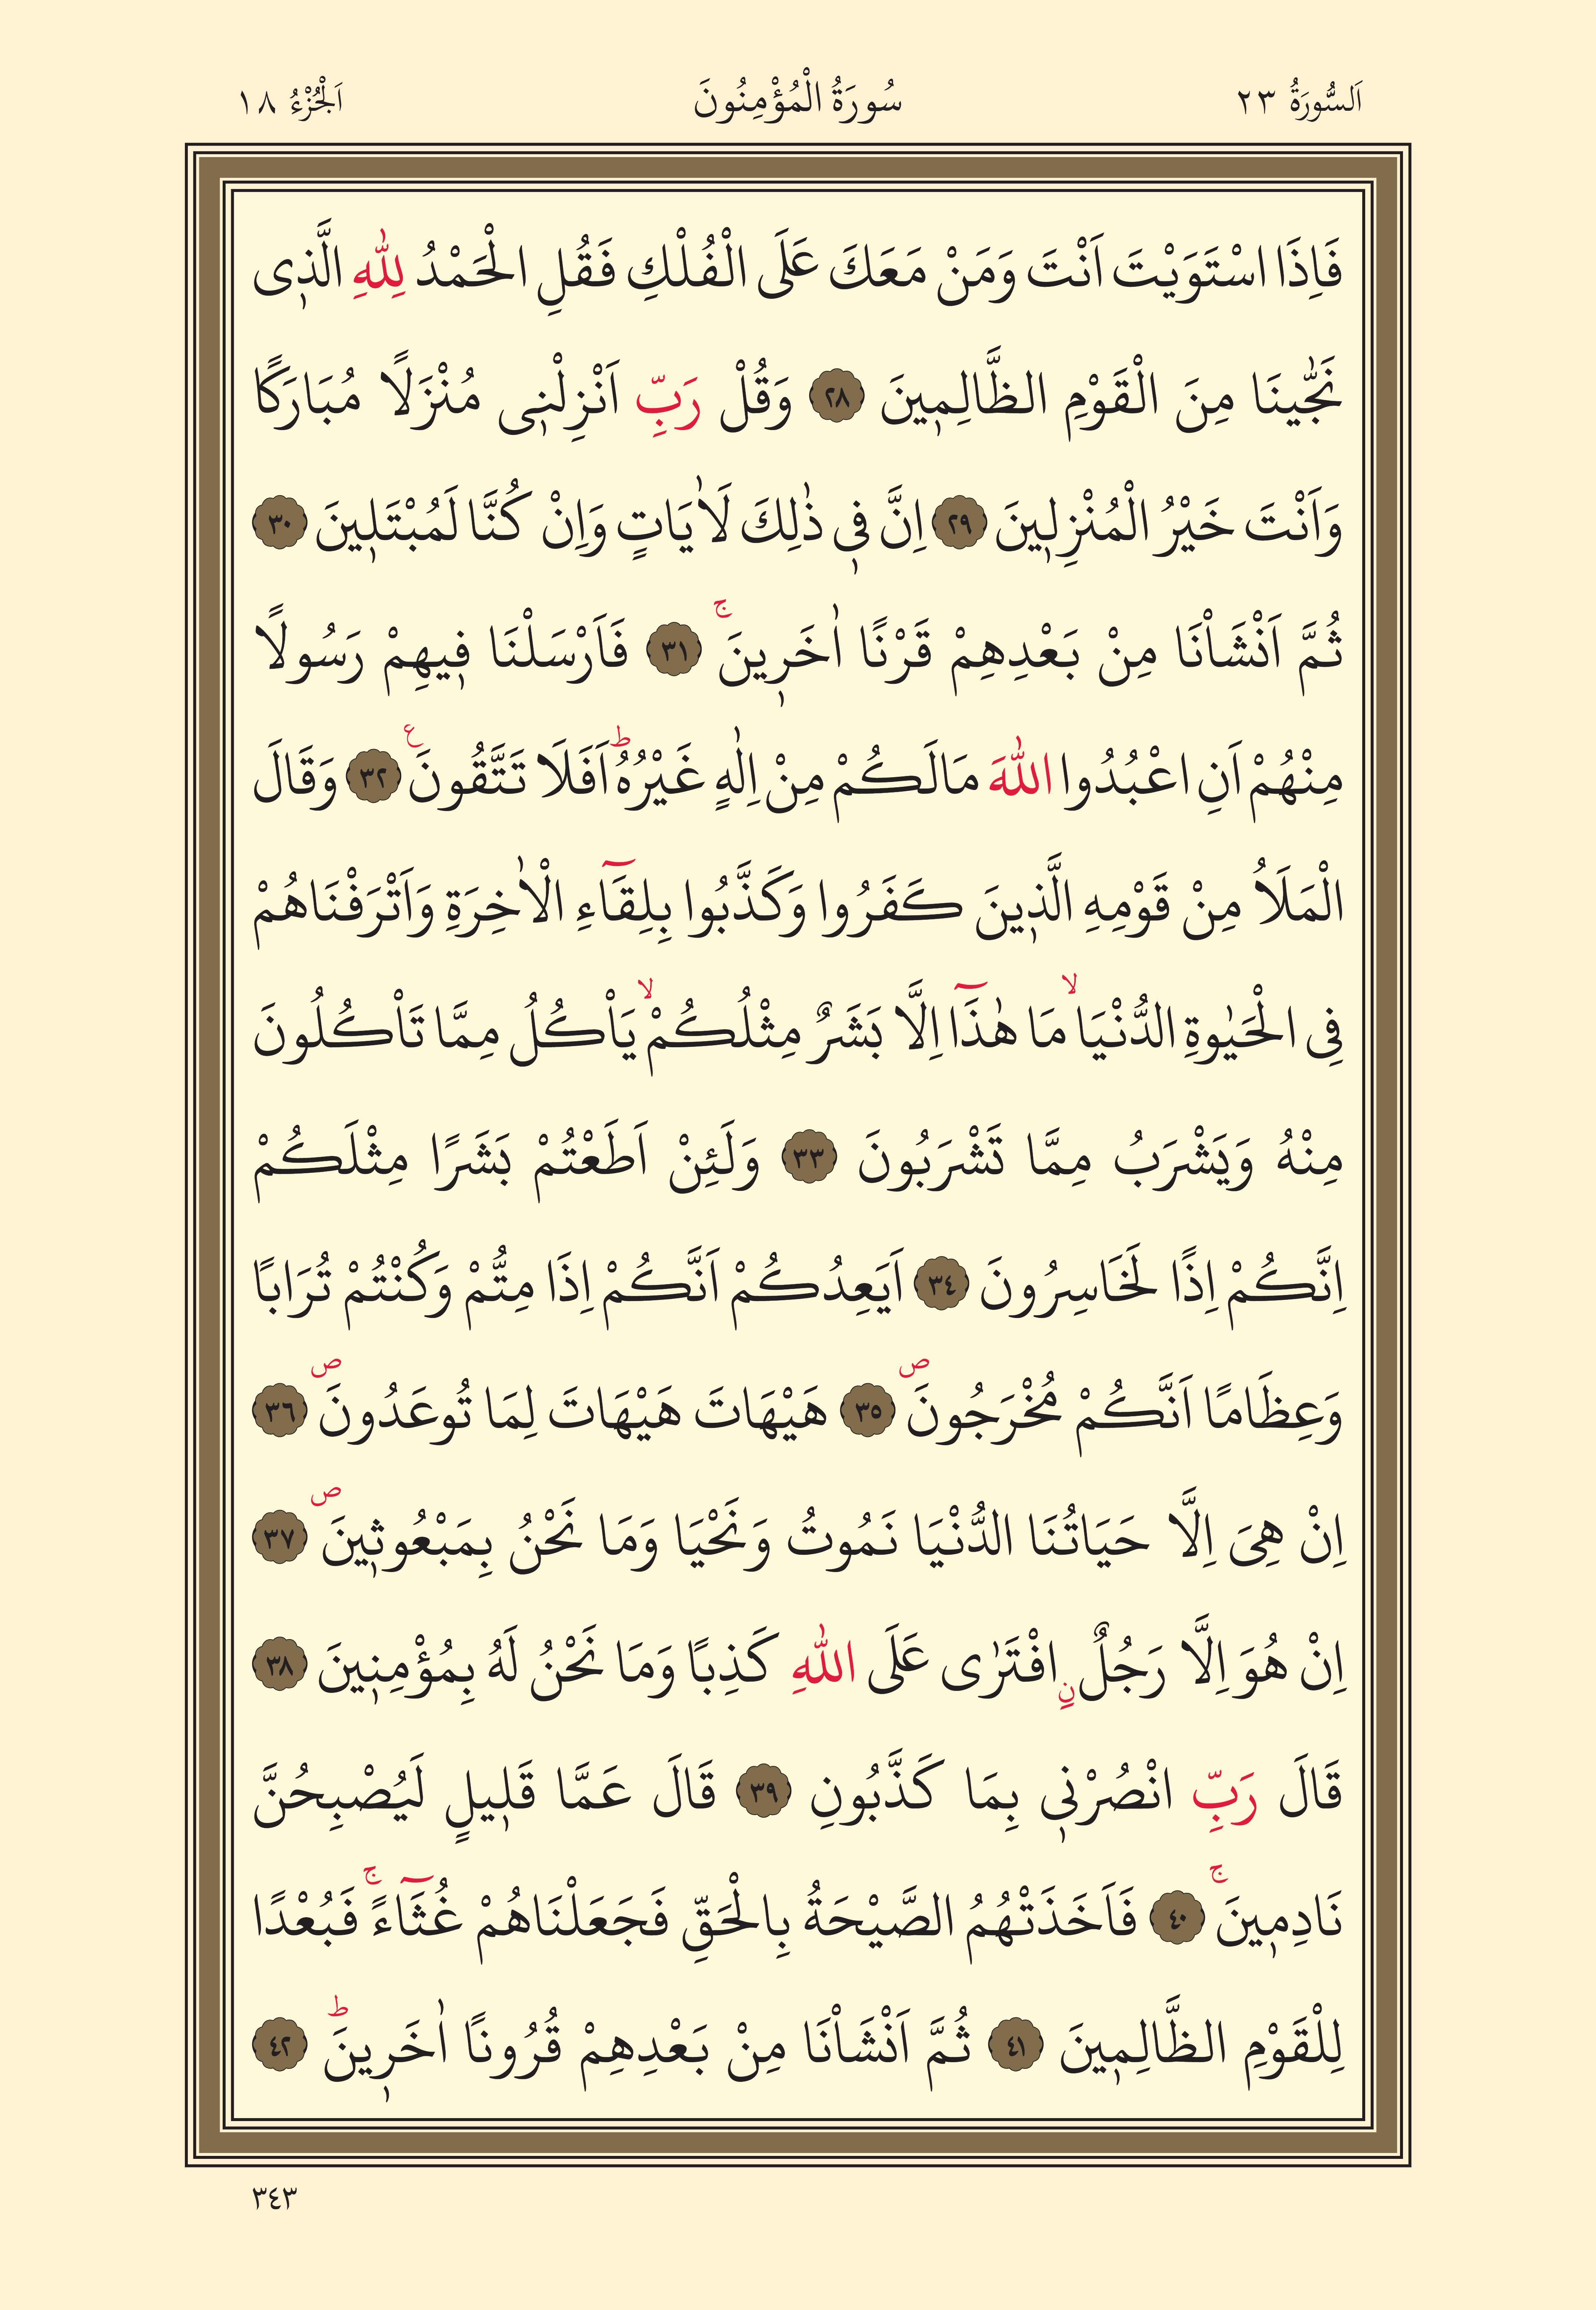 اَلسُّورَةُ ٢٣ سُورَةُ الْمُؤْمِنُونَ اَلْجُزْءُ ١٨
فَاِذَا اسْتَوَيْتَ اَنْتَ وَمَنْ مَعَكَ عَلَى الْفُلْكِ فَقُلِ الْحَمْدُ لِلّٰهِ الَّذ۪ى
نَجّٰينَا مِنَ الْقَوْمِ الظَّالِم۪ينَ ٢٨ وَقُلْ رَبِّ اَنْزِلْن۪ى مُنْزَلًا مُبَارَكًا
وَاَنْتَ خَيْرُ الْمُنْزِل۪ينَ ٢٩ اِنَّ ف۪ى ذٰلِكَ لَاٰيَاتٍ وَاِنْ كُنَّا لَمُبْتَل۪ينَ ٣٠
ثُمَّ اَنْشَاْنَا مِنْ بَعْدِهِمْ قَرْنًا اٰخَر۪ينَۚ ٣١ فَاَرْسَلْنَا ف۪يهِمْ رَسُولًا
مِنْهُمْ اَنِ اعْبُدُوا اللّٰهَ مَالَكُمْ مِنْ اِلٰهٍ غَيْرُهُۜ اَفَلَا تَتَّقُونَ ع ٣٢ وَقَالَ
الْمَلَاُ مِنْ قَوْمِهِ الَّذ۪ينَ كَفَرُوا وَكَذَّبُوا بِلِقَٓاءِ الْاٰخِرَةِ وَاَتْرَفْنَاهُمْ
فِى الْحَيٰوةِ الدُّنْيَاۙ مَا هٰذَٓا اِلَّا بَشَرٌ مِثْلُكُمْۙ يَاْكُلُ مِمَّا تَاْكُلُونَ
مِنْهُ وَيَشْرَبُ مِمَّا تَشْرَبُونَ ٣٣ وَلَئِنْ اَطَعْتُمْ بَشَرًا مِثْلَكُمْ
اِنَّكُمْ اِذًا لَخَاسِرُونَ ٣٤ اَيَعِدُكُمْ اَنَّكُمْ اِذَا مِتُّمْ وَكُنْتُمْ تُرَابًا
وَعِظَامًا اَنَّكُمْ مُخْرَجُونَۖ ٣٥ هَيْهَاتَ هَيْهَاتَ لِمَا تُوعَدُونَۖ ٣٦
اِنْ هِىَ اِلَّا حَيَاتُنَا الدُّنْيَا نَمُوتُ وَنَحْيَا وَمَا نَحْنُ بِمَبْعُوث۪ينَۖ ٣٧
اِنْ هُوَ اِلَّا رَجُلٌ نِ افْتَرٰى عَلَى اللّٰهِ كَذِبًا وَمَا نَحْنُ لَهُ بِمُؤْمِن۪ينَ ٣٨
قَالَ رَبِّ انْصُرْن۪ى بِمَا كَذَّبُونِ ٣٩ قَالَ عَمَّا قَل۪يلٍ لَيُصْبِحُنَّ
نَادِم۪ينَۚ ٤٠ فَاَخَذَتْهُمُ الصَّيْحَةُ بِالْحَقِّ فَجَعَلْنَاهُمْ غُثَٓاءًۚ فَبُعْدًا
لِلْقَوْمِ الظَّالِم۪ينَ ٤١ ثُمَّ اَنْشَاْنَا مِنْ بَعْدِهِمْ قُرُونًا اٰخَر۪ينَۜ ٤٢
٣٤٣